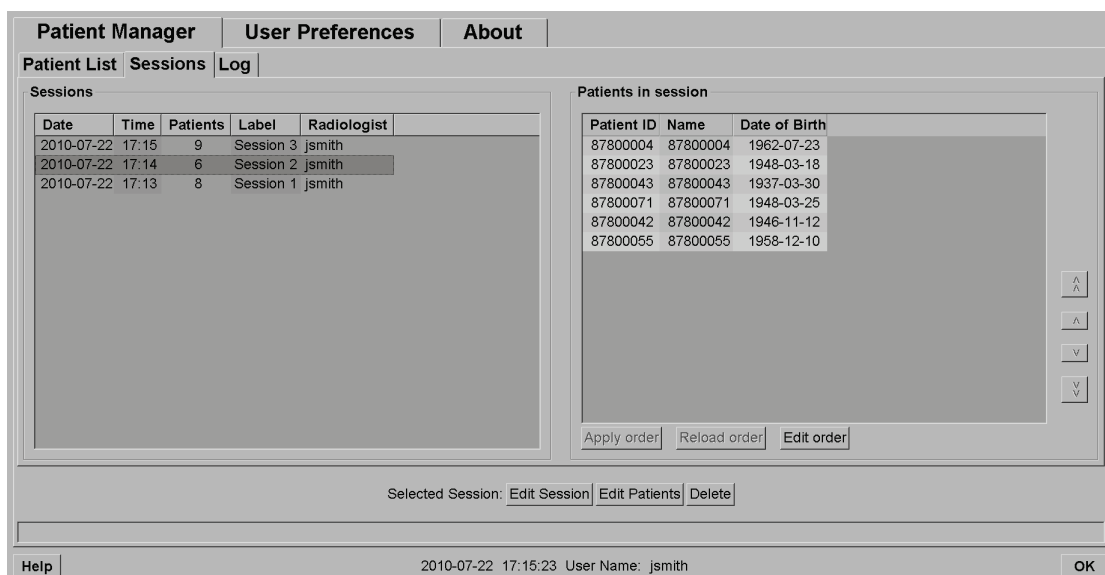 Patient Manager User Preferences About
Patient List Sessions Log
Sessions
Date Time Patients Label Radiologist
2010-07-22 17:15 9 Session 3 jsmith
2010-07-22 17:14 6 Session 2 jsmith
2010-07-22 17:13 8 Session 1 jsmith
Patients in session
Patient ID Name Date of Birth
87800004 87800004 1962-07-23
87800023 87800023 1948-03-18
87800043 87800043 1937-03-30
87800071 87800071 1948-03-25
87800042 87800042 1946-11-12
87800055 87800055 1958-12-10
Apply order Reload order Edit order
Selected Session: Edit Session Edit Patients Delete
Help 2010-07-22 17:15:23 User Name: jsmith OK